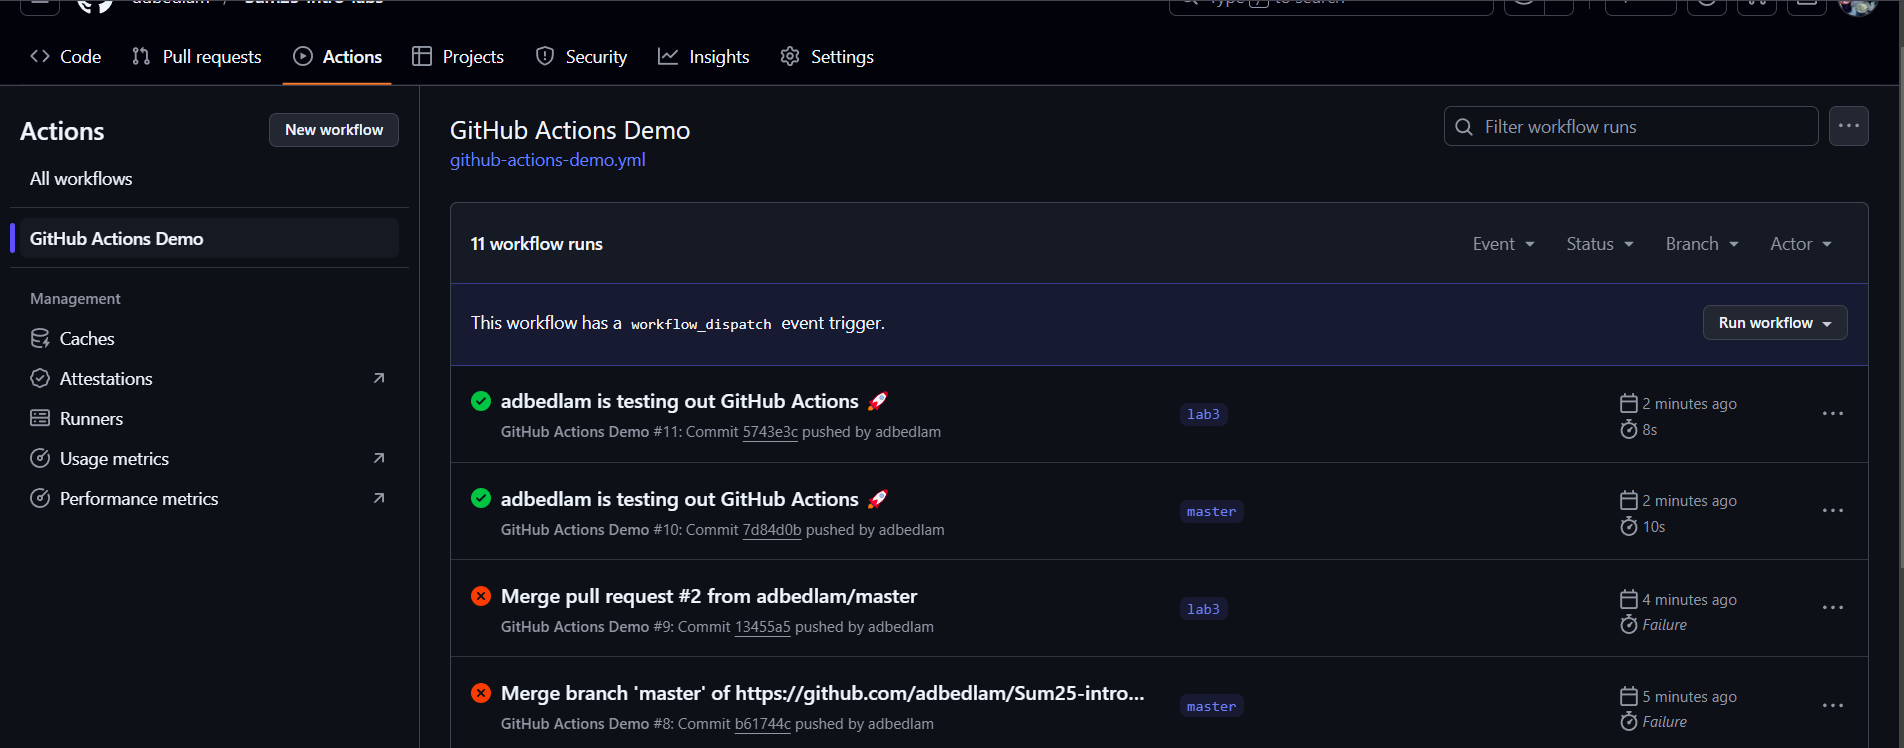 adbedlam / Sum25-intro-labs
Type / to search
Code
Pull requests
Actions
Projects
Security
Insights
Settings
Actions
New workflow
All workflows
GitHub Actions Demo
Management
Caches
Attestations
Runners
Usage metrics
Performance metrics
GitHub Actions Demo
github-actions-demo.yml
Filter workflow runs
11 workflow runs
Event
Status
Branch
Actor
This workflow has a workflow_dispatch event trigger.
Run workflow
adbedlam is testing out GitHub Actions 🚀
GitHub Actions Demo #11: Commit 5743e3c pushed by adbedlam
lab3
2 minutes ago
8s
adbedlam is testing out GitHub Actions 🚀
GitHub Actions Demo #10: Commit 7d84d0b pushed by adbedlam
master
2 minutes ago
10s
Merge pull request #2 from adbedlam/master
GitHub Actions Demo #9: Commit 13455a5 pushed by adbedlam
lab3
4 minutes ago
Failure
Merge branch 'master' of https://github.com/adbedlam/Sum25-intro...
GitHub Actions Demo #8: Commit b61744c pushed by adbedlam
master
5 minutes ago
Failure